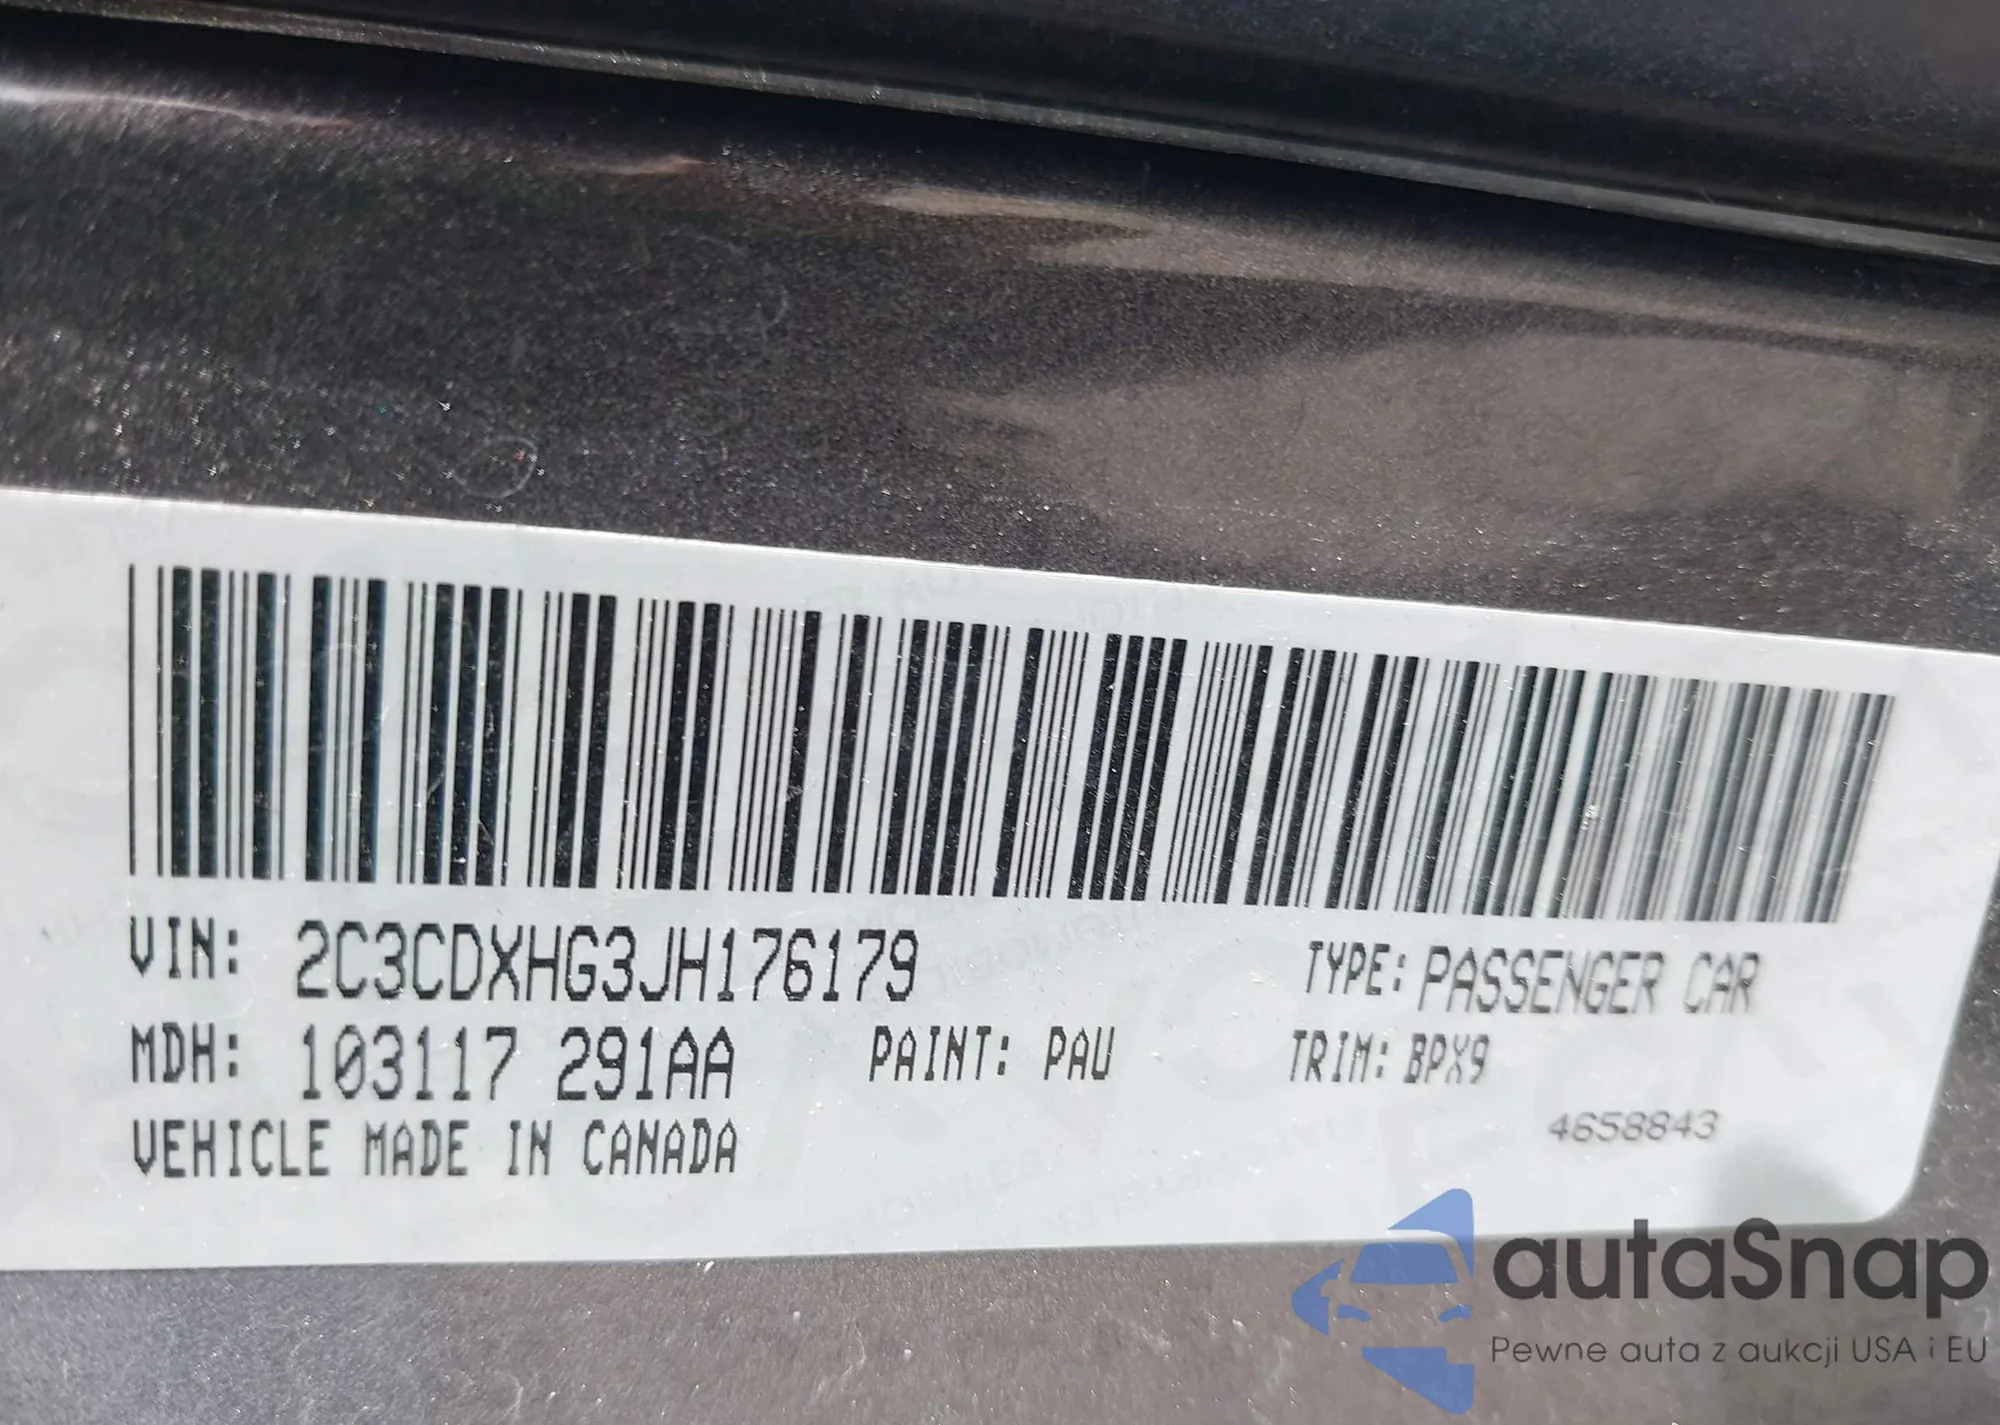 VIN: 2C3CDXHG3JH176179 TYPE: PASSENGER CAR
MDH: 103117 291AA PAINT: PAU TRIM: BPX9
VEHICLE MADE IN CANADA 4658843
autaSnap
Pewne auta z aukcji USA i EU